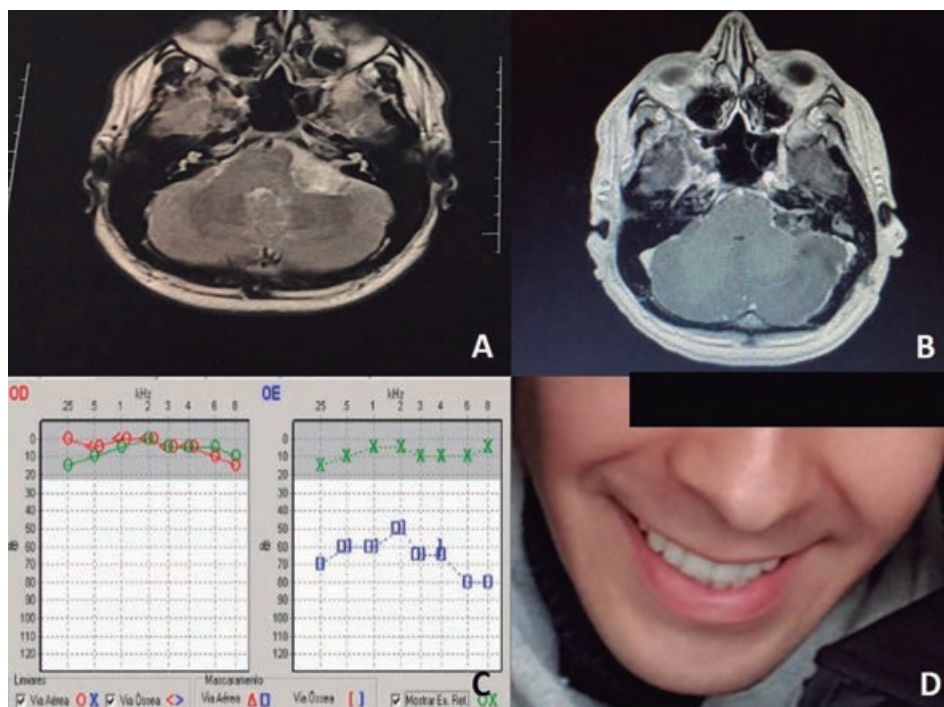 A
B
OD
kHz
.25 .5 1 2 3 4 6 8
dB
0
10
20
30
40
50
60
70
80
90
100
110
120
OE
kHz
.25 .5 1 2 3 4 6 8
dB
0
10
20
30
40
50
60
70
80
90
100
110
120
Limiares
Via Aérea O X Via Óssea < >
Mascaramento
Via Aérea Δ □ Via Óssea [ ]
Mostrar Ex. Ref. O X
C
D